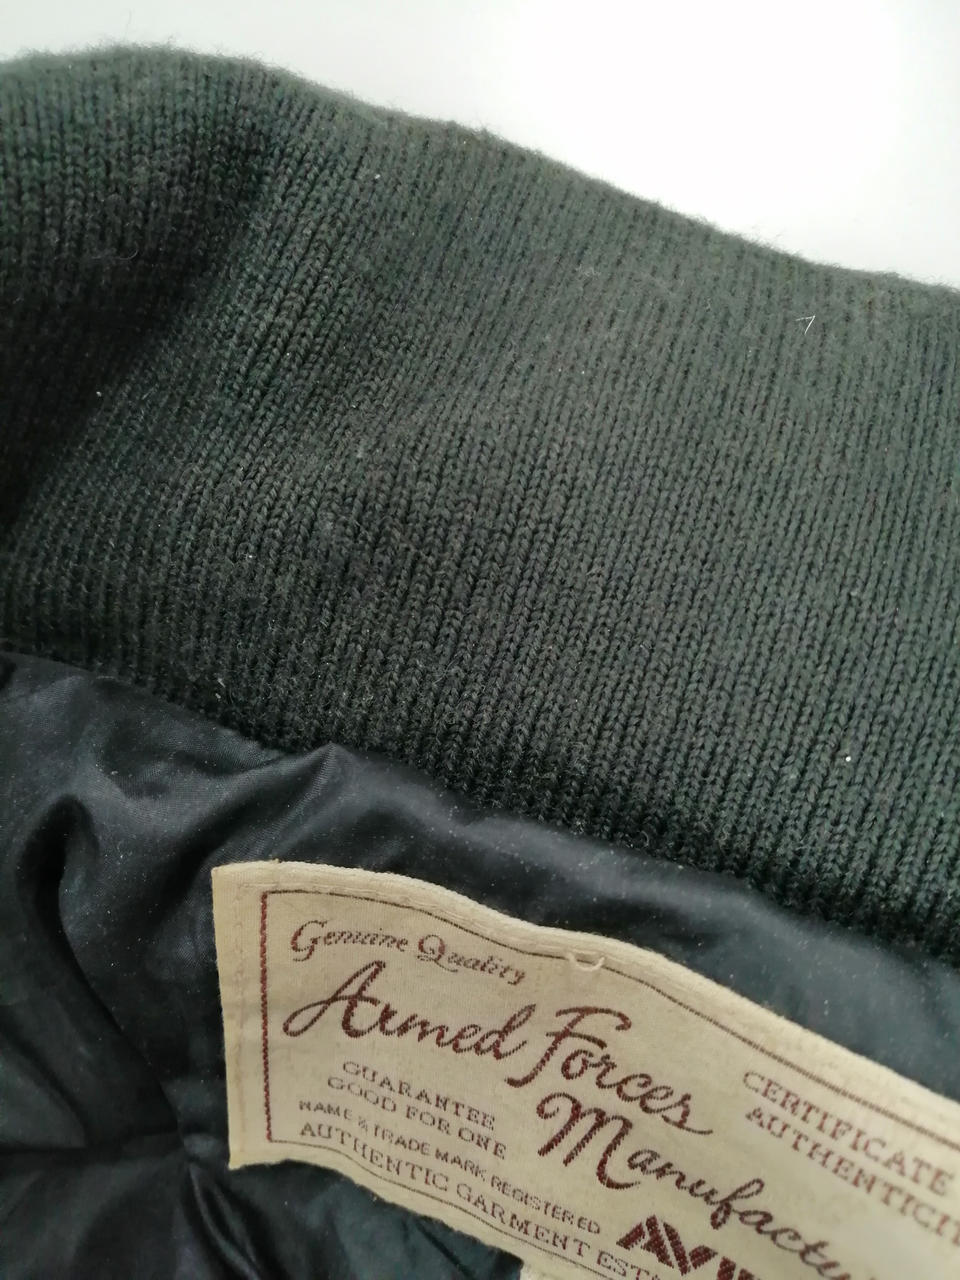 Genuine Quality
Armed Forces
Manufactu
GUARANTEE
GOOD FOR ONE
NAME & TRADE MARK REGISTERED
AUTHENTIC GARMENT EST
CERTIFICATE
AUTHENTICI